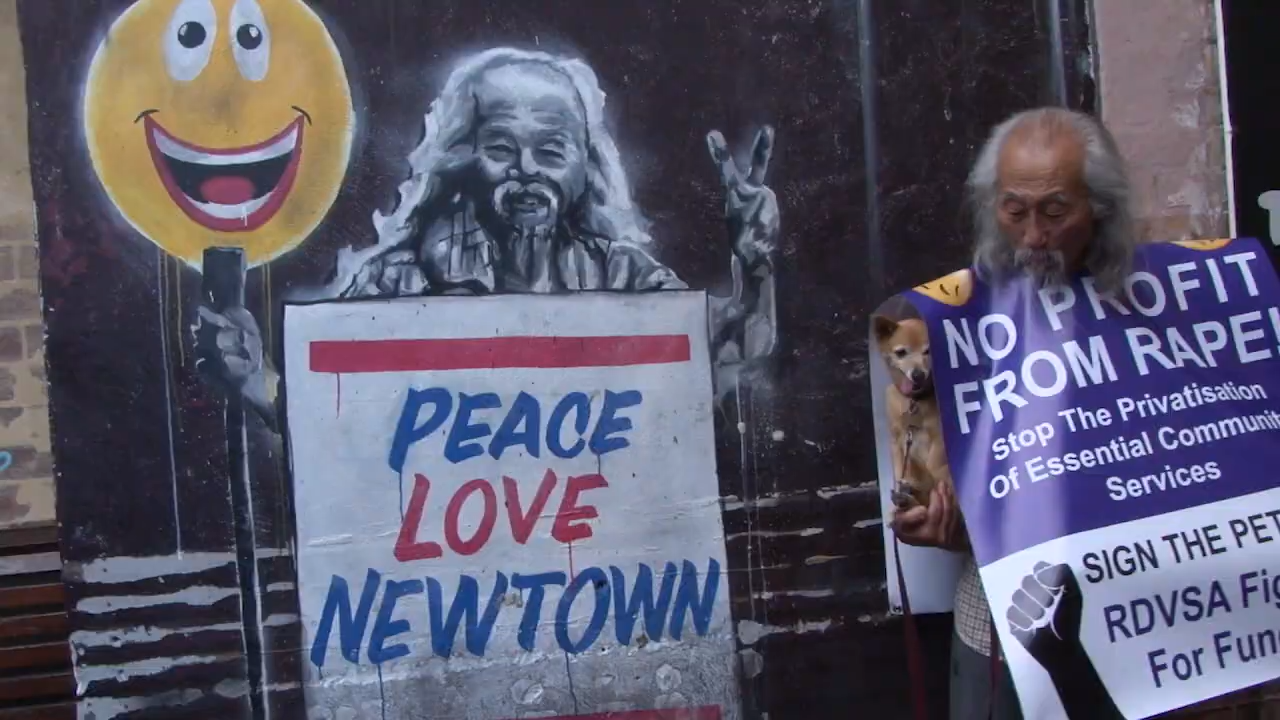 PEACE
LOVE
NEWTOWN
NO PROFIT
FROM RAPE!
Stop The Privatisation
of Essential
Services
SIGN THE
RDVSA
For